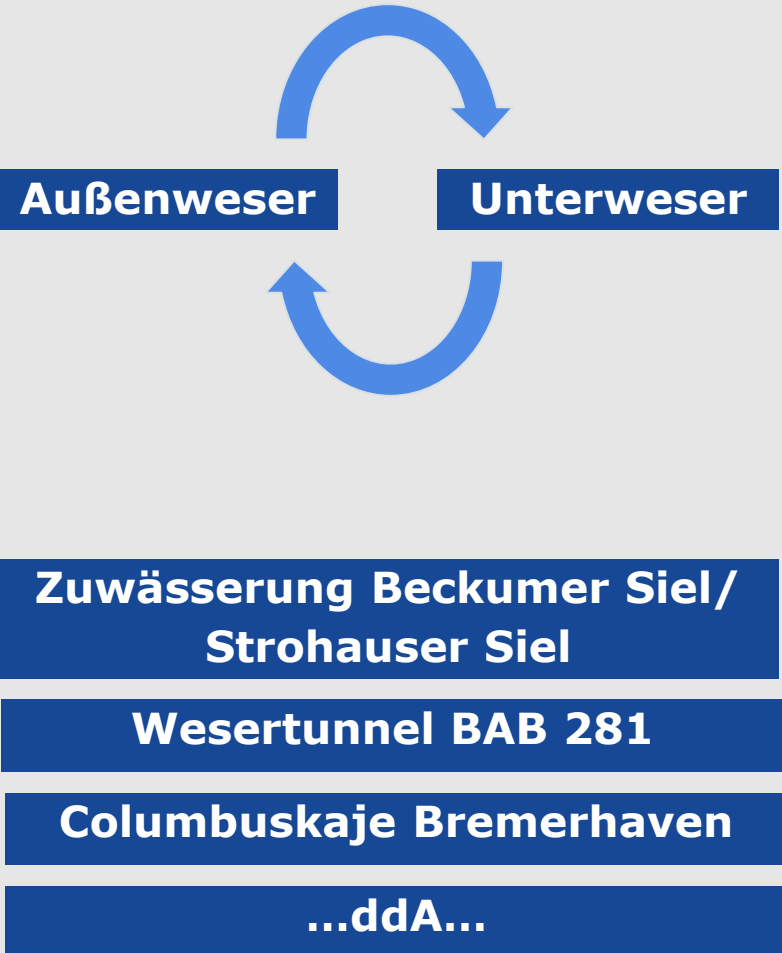 Außenweser
Unterweser
Zuwässerung Beckumer Siel/
Strohauser Siel
Wesertunnel BAB 281
Columbuskaje Bremerhaven
...ddA...